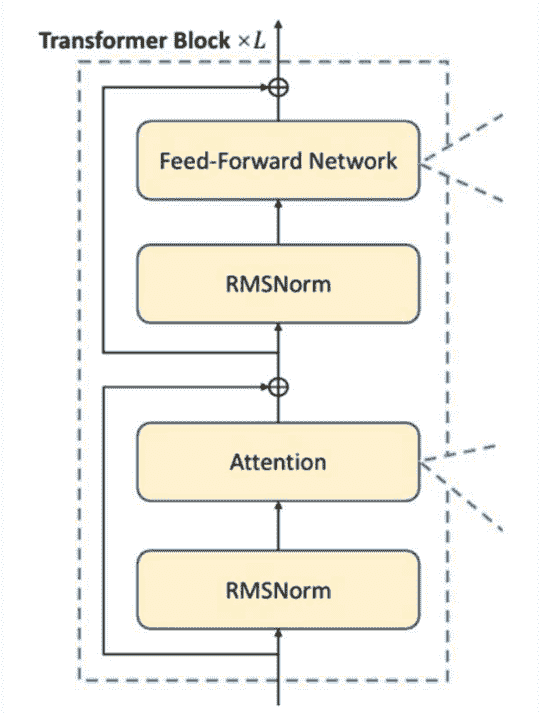 Transformer Block ×L
Feed-Forward Network
RMSNorm
Attention
RMSNorm